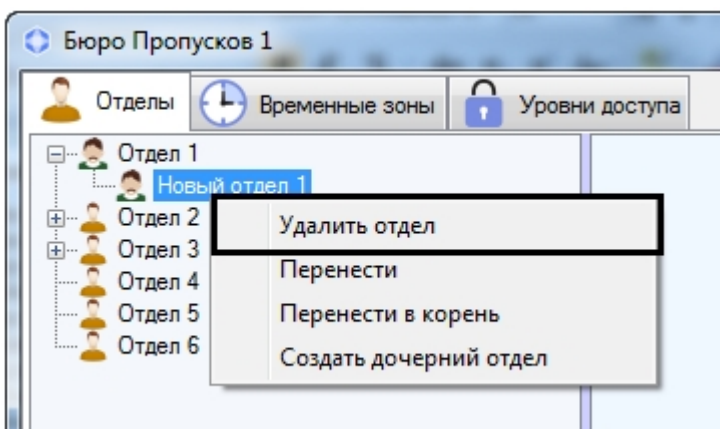 Бюро Пропусков 1
Отделы
Временные зоны
Уровни доступа
Отдел 1
Новый отдел 1
Отдел 2
Отдел 3
Отдел 4
Отдел 5
Отдел 6
Удалить отдел
Перенести
Перенести в корень
Создать дочерний отдел